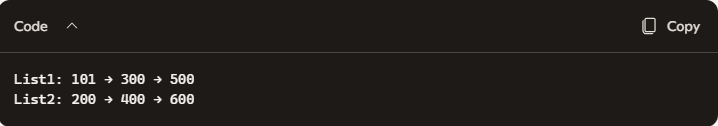 Code Copy
List1: 101 → 300 → 500
List2: 200 → 400 → 600